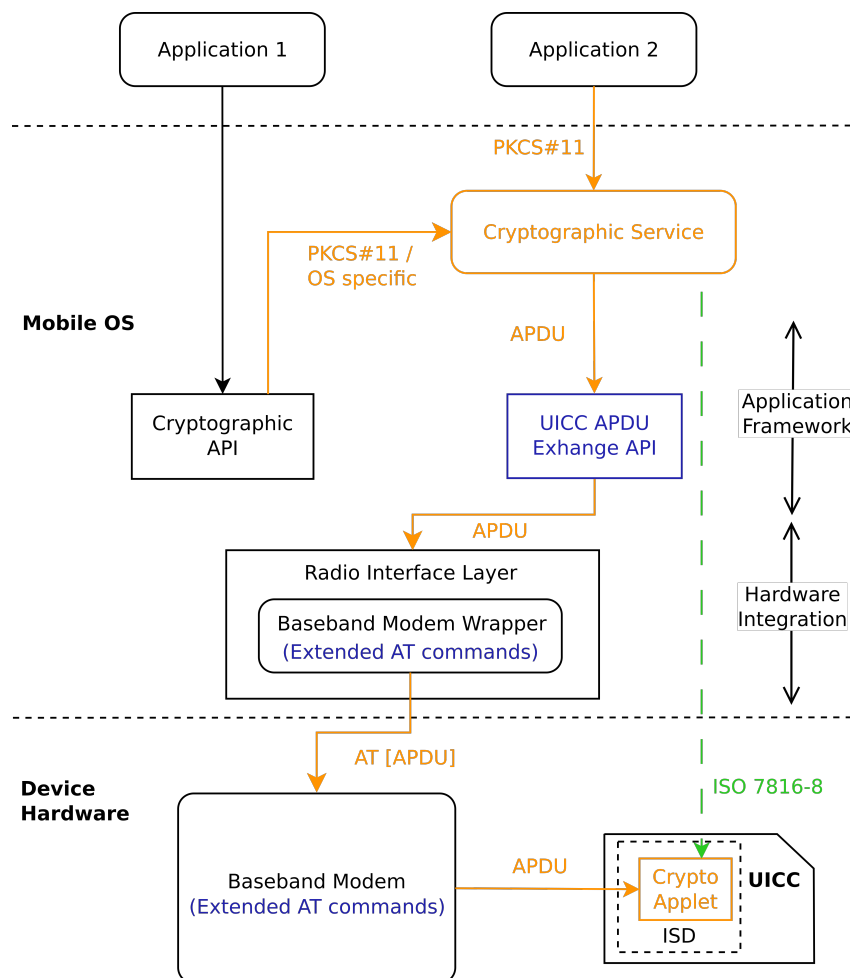 Application 1
Application 2
PKCS#11
Cryptographic Service
PKCS#11 /
OS specific
Mobile OS
APDU
Cryptographic
API
UICC APDU
Exhange API
Application
Framework
APDU
Radio Interface Layer
Baseband Modem Wrapper
(Extended AT commands)
Hardware
Integration
AT [APDU]
Device
Hardware
ISO 7816-8
Baseband Modem
(Extended AT commands)
APDU
Crypto
Applet
UICC
ISD